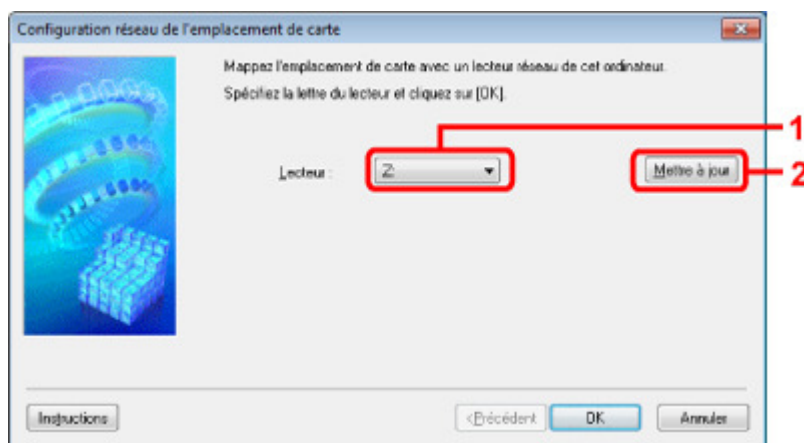 Configuration réseau de l'emplacement de carte
Mappez l'emplacement de carte avec un lecteur réseau de cet ordinateur.
Spécifiez la lettre du lecteur et cliquez sur [OK].
1
Lecteur :
Z:
Mettre à jour
2
Instructions
<Précédent
OK
Annuler